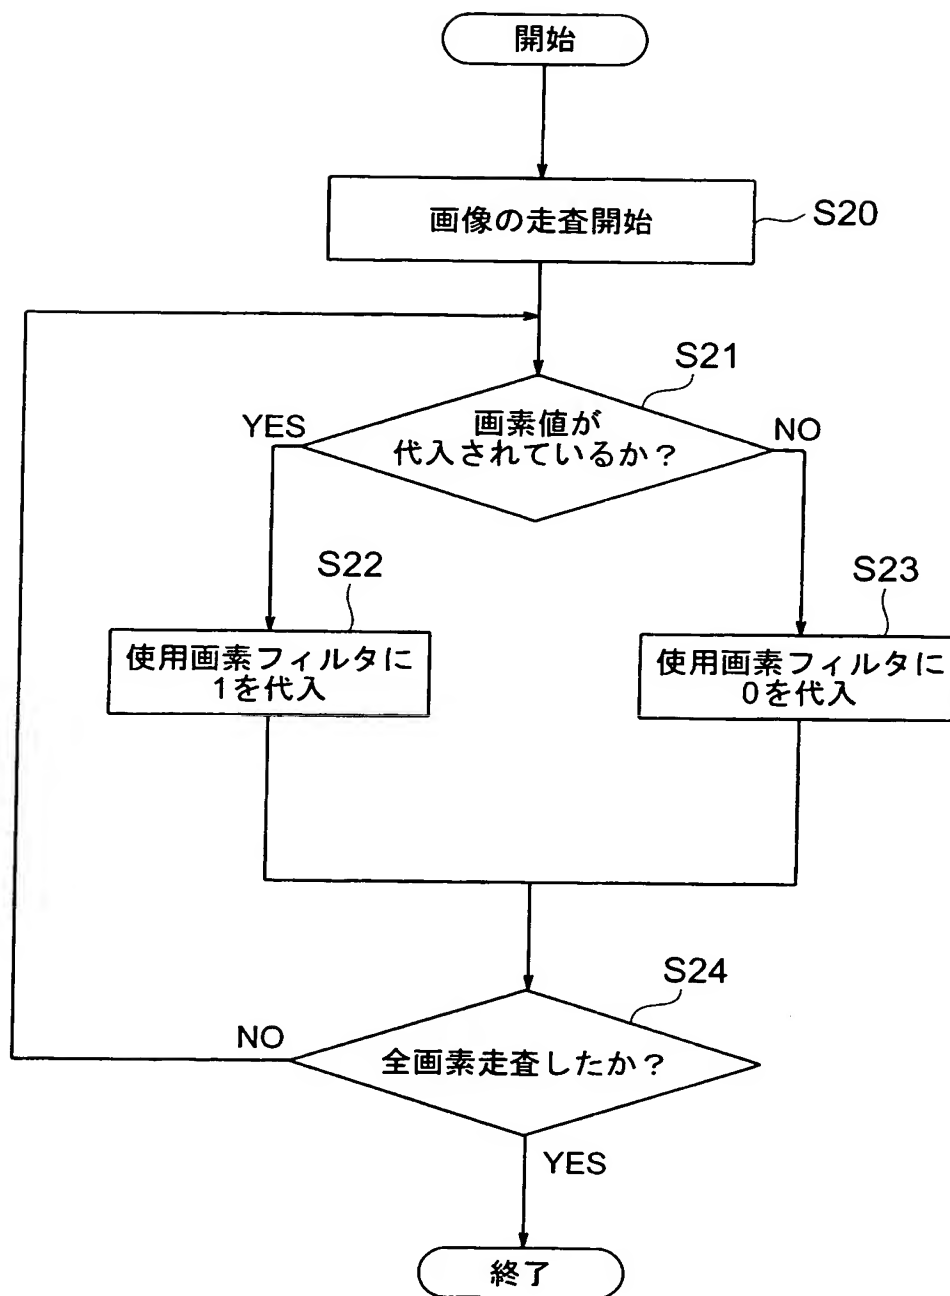 開始
画像の走査開始
S20
S21
画素値が
代入されているか？
YES
NO
S22
使用画素フィルタに
1を代入
S23
使用画素フィルタに
0を代入
S24
全画素走査したか？
NO
YES
終了